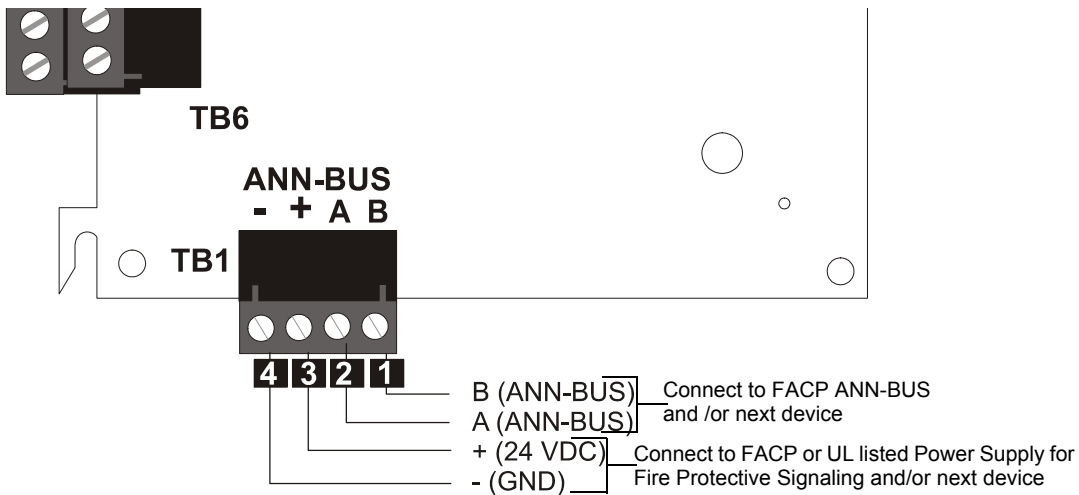 TB6
ANN-BUS
- + A B
TB1
4 3 2 1
B (ANN-BUS)
A (ANN-BUS)
Connect to FACP ANN-BUS
and /or next device
+ (24 VDC)
- (GND)
Connect to FACP or UL listed Power Supply for
Fire Protective Signaling and/or next device